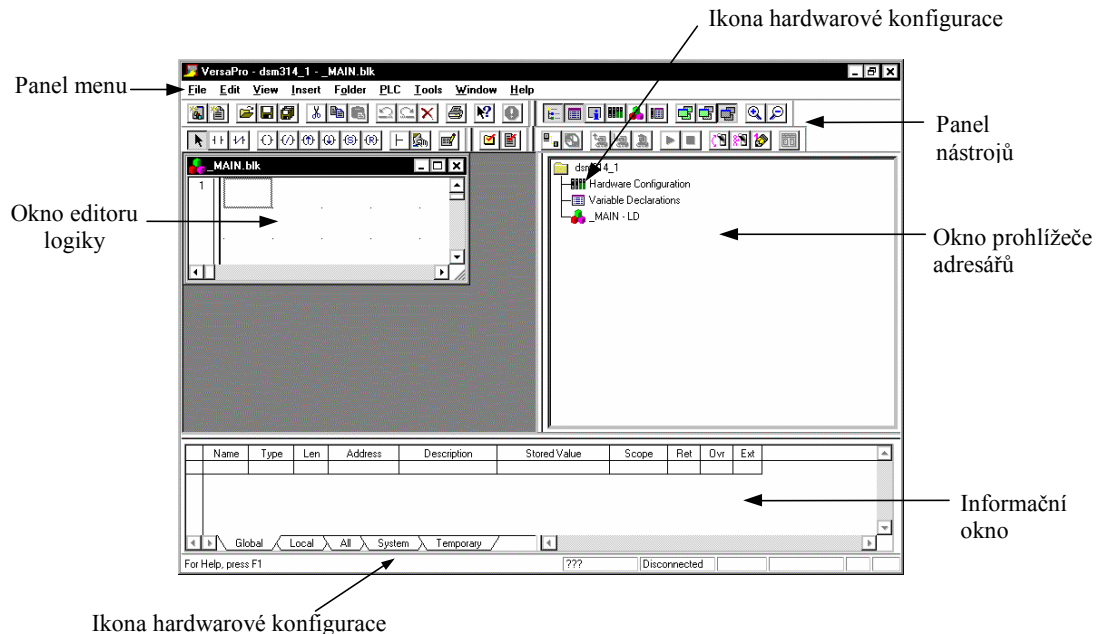 Ikona hardwarové konfigurace
VersaPro - dsm314_1 - _MAIN.blk
Panel menu
File Edit View Insert Folder PLC Tools Window Help
Panel
nástrojů
_MAIN.blk
1
dsm314_1
Hardware Configuration
Variable Declarations
_MAIN - LD
Okno editoru
logiky
Okno prohlížeče
adresářů
Name Type Len Address Description Stored Value Scope Ret Ovr Ext
Informační
okno
Global Local All System Temporary
For Help, press F1 ??? Disconnected
Ikona hardwarové konfigurace